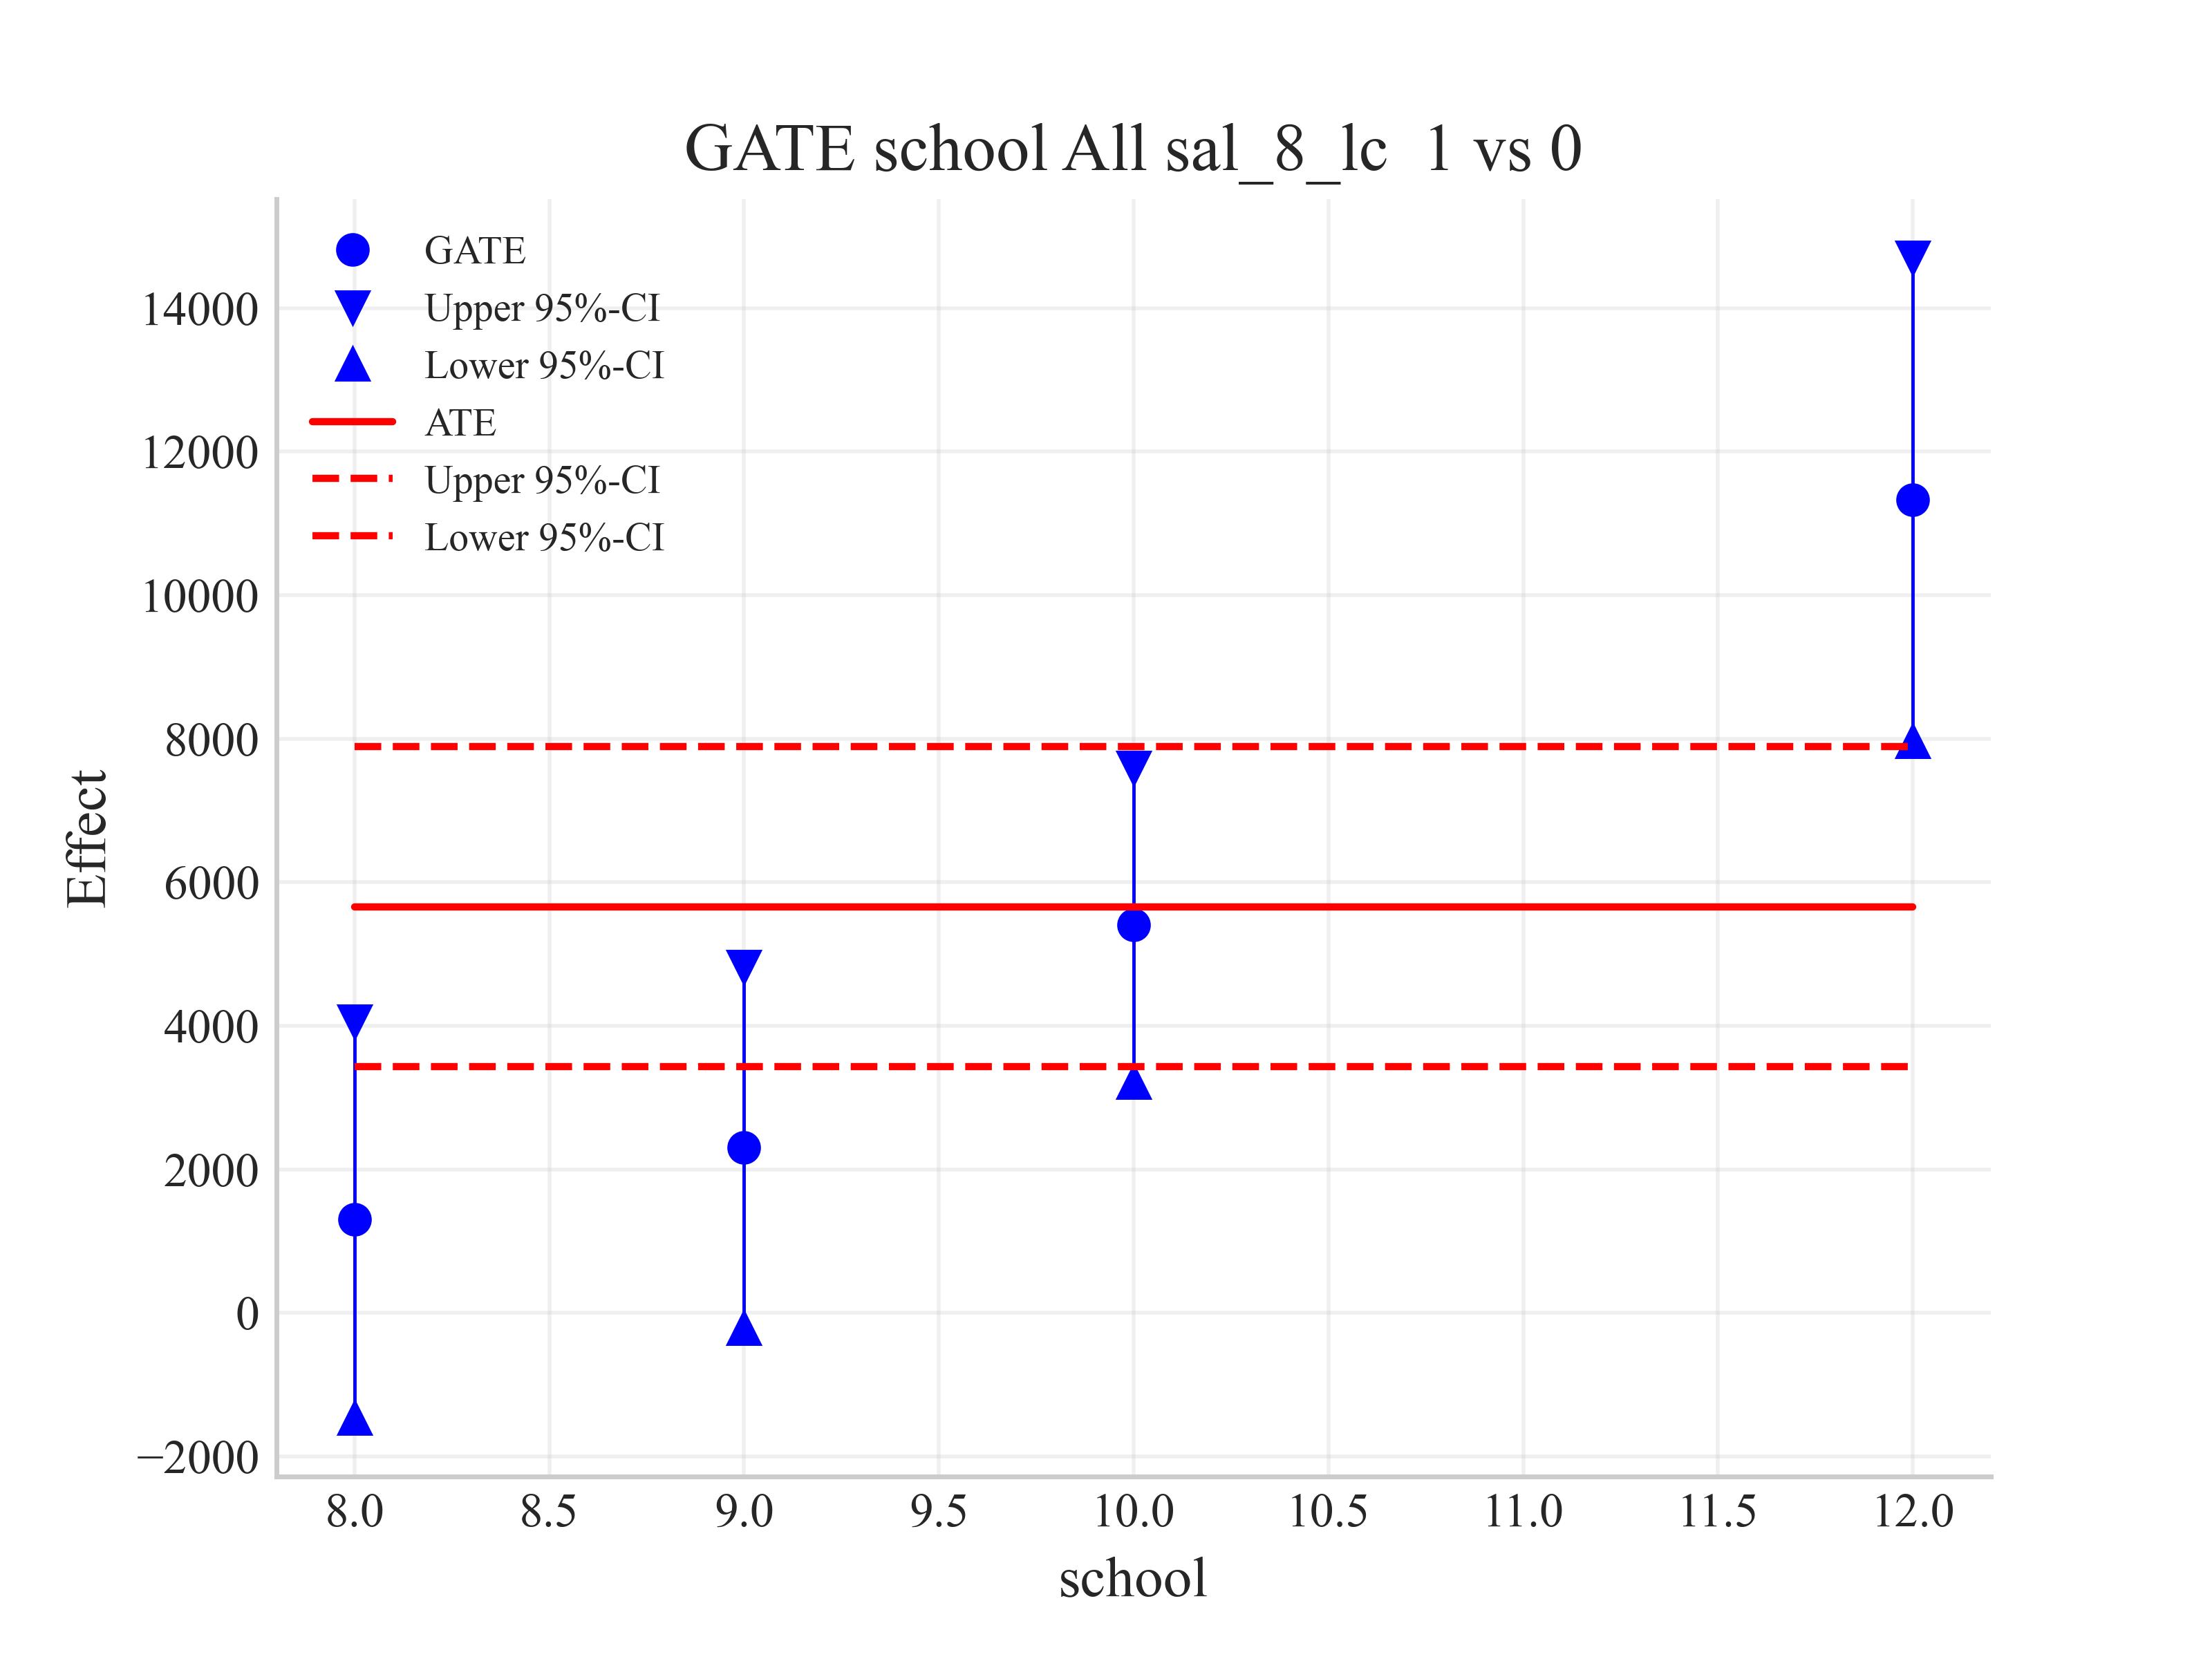 GATE school All sal_8_lc  1 vs 0
GATE
Upper 95%-CI
Lower 95%-CI
ATE
Upper 95%-CI
Lower 95%-CI
14000
12000
10000
8000
6000
4000
2000
0
−2000
Effect
8.0 8.5 9.0 9.5 10.0 10.5 11.0 11.5 12.0
school